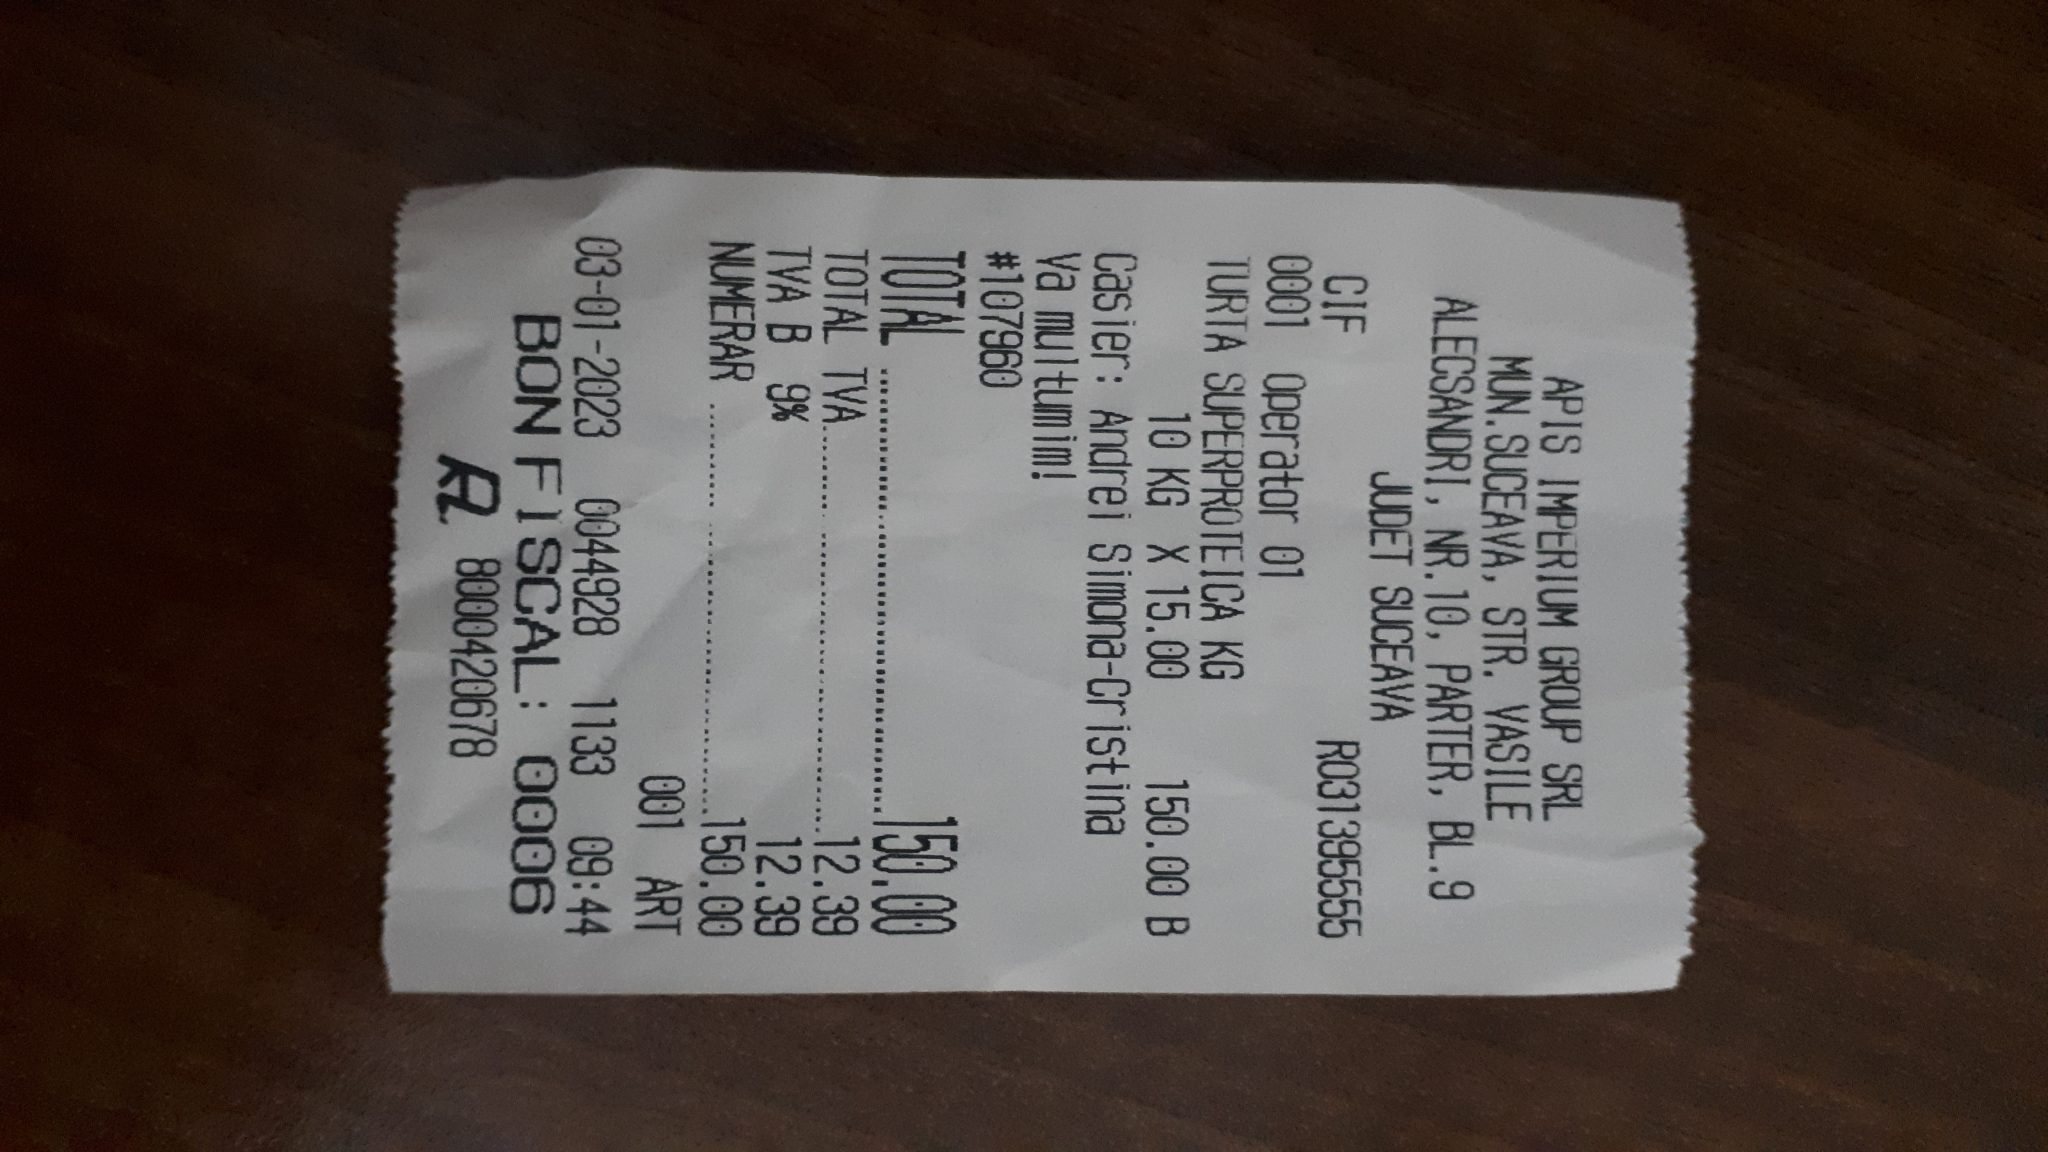 APIS IMPERIUM GROUP SRL
MUN.SUCEAVA, STR. VASILE
ALECSANDRI, NR.10, PARTER, BL.9
JUDET SUCEAVA
CIF RO31395555
0001 Operator 01
TURTA SUPERPROTEICA KG
10 KG X 15.00 150.00 B
Casier: Andrei Simona-Cristina
Va multumim!
#107960
TOTAL ..............................150.00
TOTAL TVA..............................12.39
TVA B 9% 12.39
NUMERAR ..............................150.00
001 ART
03-01-2023 0044928 1133 09:44
BON FISCAL: 0006
8000420678